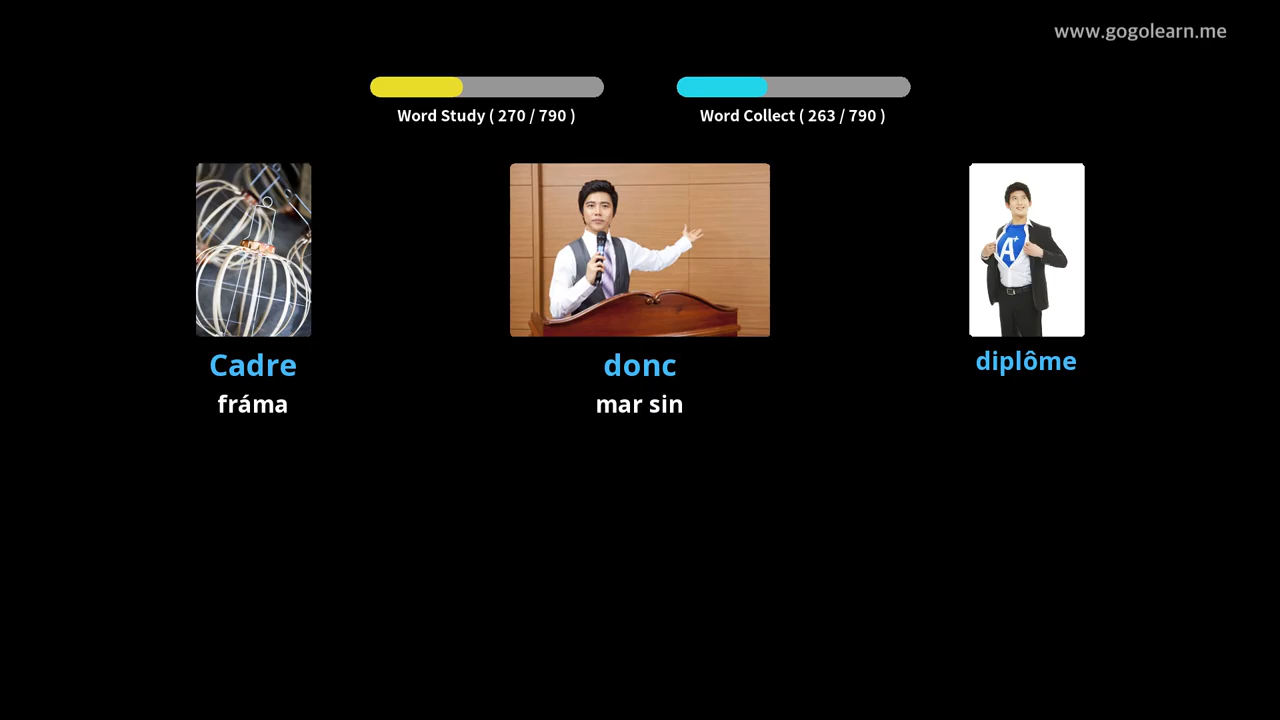 www.gogolearn.me
Word Study ( 270 / 790 )
Word Collect ( 263 / 790 )
A+
Cadre
fráma
donc
mar sin
diplôme